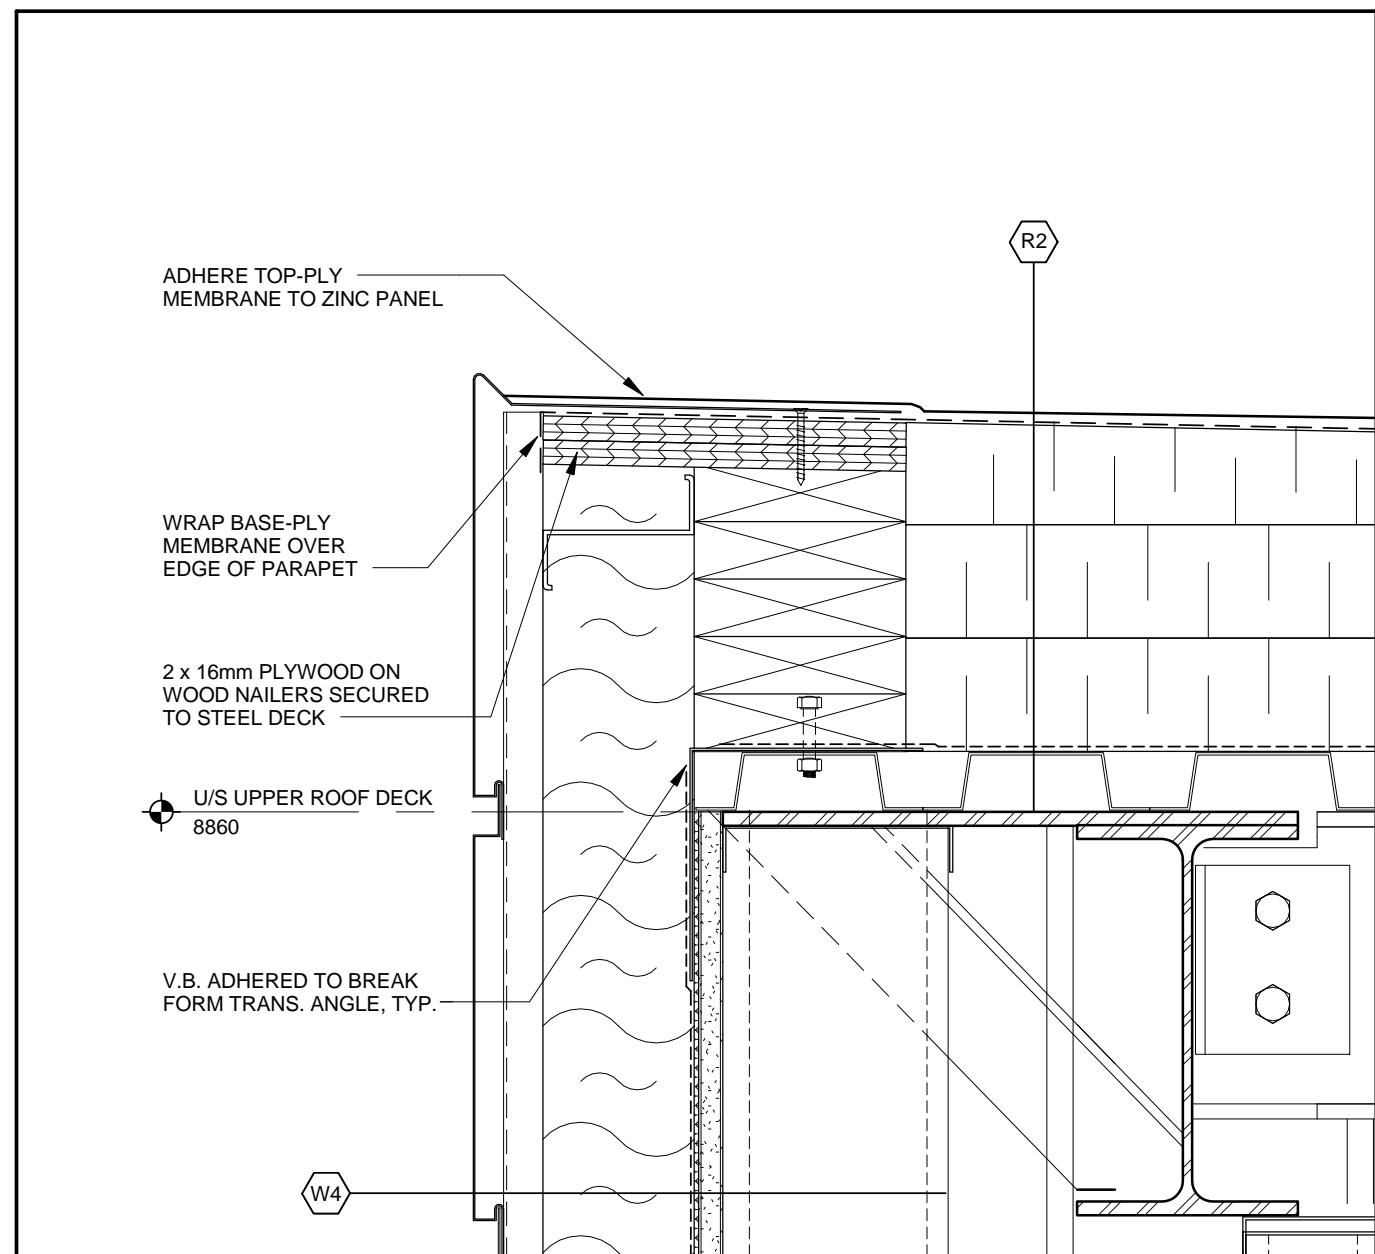 R2
ADHERE TOP-PLY
MEMBRANE TO ZINC PANEL
WRAP BASE-PLY
MEMBRANE OVER
EDGE OF PARAPET
2 x 16mm PLYWOOD ON
WOOD NAILERS SECURED
TO STEEL DECK
U/S UPPER ROOF DECK
8860
V.B. ADHERED TO BREAK
FORM TRANS. ANGLE, TYP.
W4